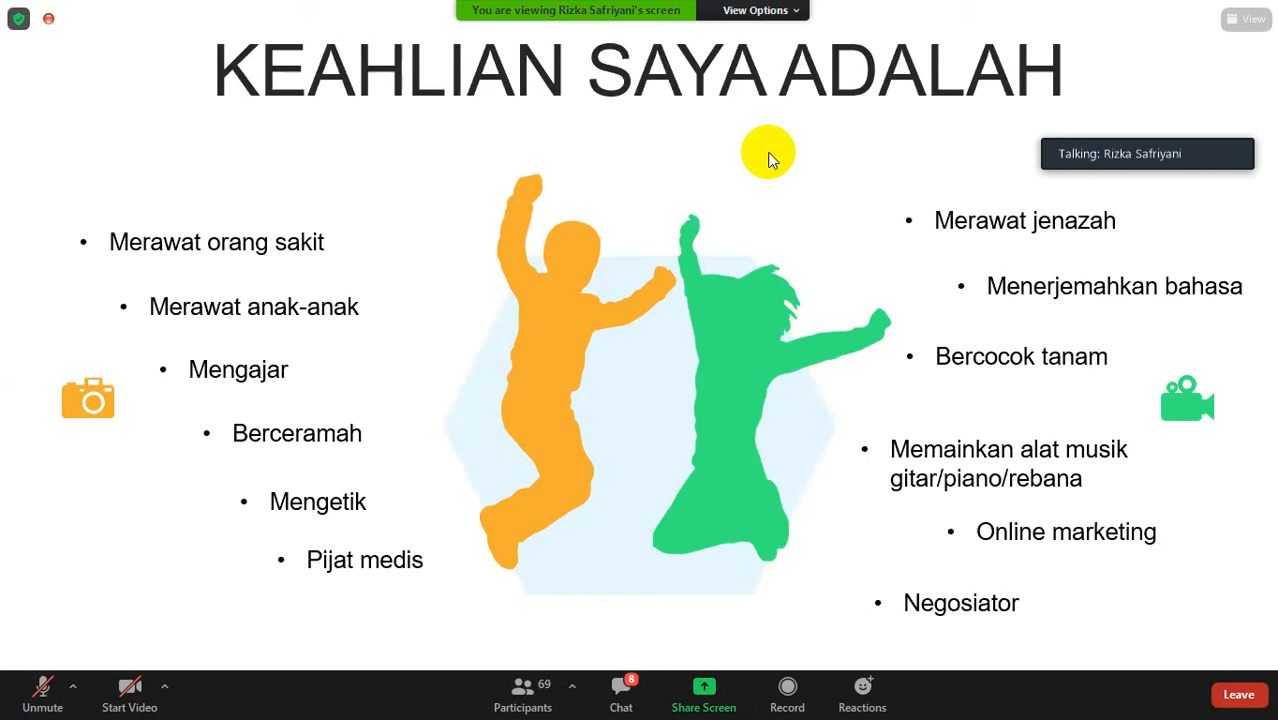 You are viewing Rizka Safriyani's screen
View Options
View
KEAHLIAN SAYA ADALAH
Talking: Rizka Safriyani
• Merawat orang sakit
• Merawat anak-anak
• Mengajar
• Berceramah
• Mengetik
• Pijat medis
• Merawat jenazah
• Menerjemahkan bahasa
• Bercocok tanam
• Memainkan alat musik
gitar/piano/rebana
• Online marketing
• Negosiator
Unmute
Start Video
69
Participants
8
Chat
Share Screen
Record
Reactions
Leave